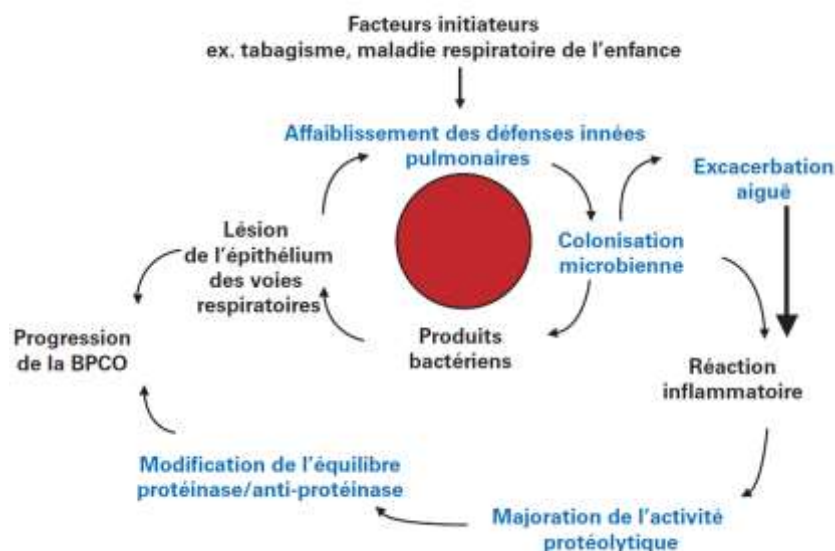 Facteurs initiateurs
ex. tabagisme, maladie respiratoire de l'enfance
Affaiblissement des défenses innées
pulmonaires
Excacerbation
aiguë
Lésion
de l'épithélium
des voies
respiratoires
Colonisation
microbienne
Progression
de la BPCO
Produits
bactériens
Réaction
inflammatoire
Modification de l'équilibre
protéinase/anti-protéinase
Majoration de l'activité
protéolytique